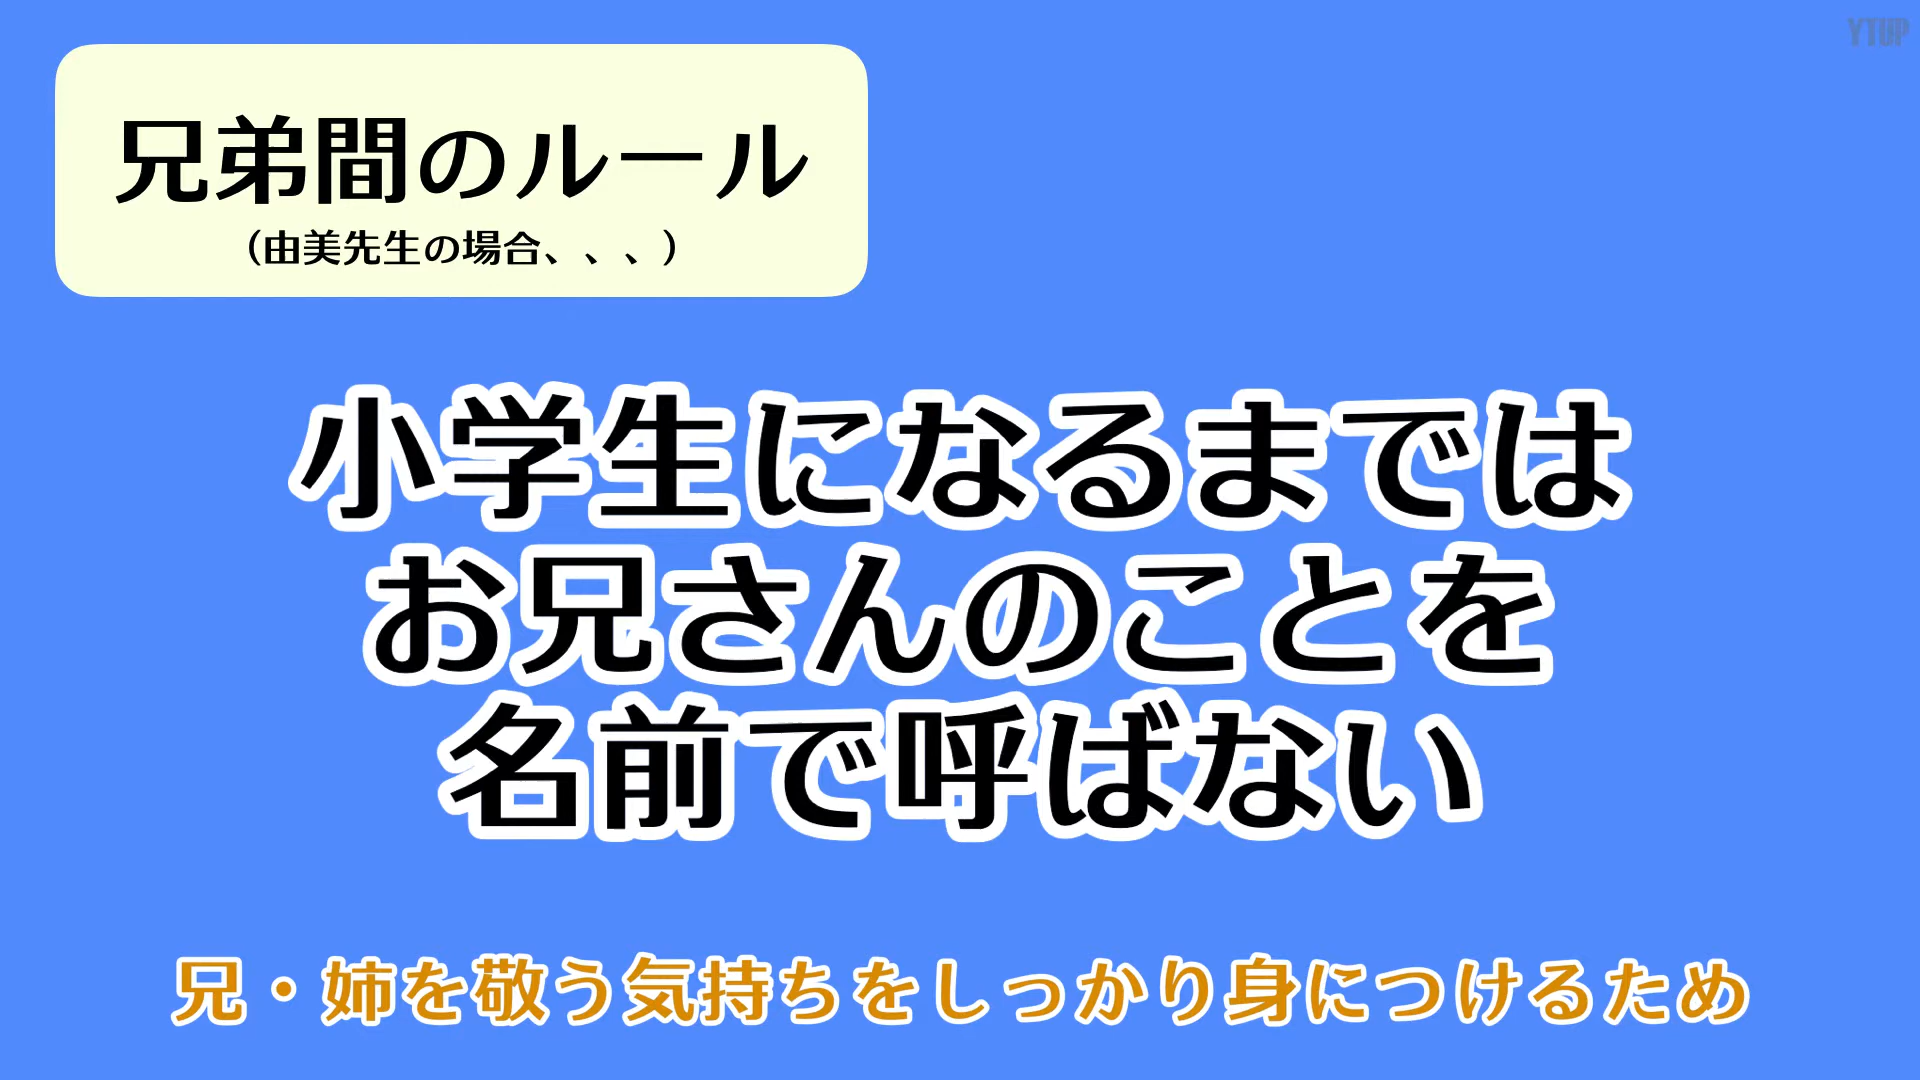 YTUP
兄弟間のルール
（由美先生の場合、、、）
小学生になるまでは
お兄さんのことを
名前で呼ばない
兄・姉を敬う気持ちをしっかり身につけるため